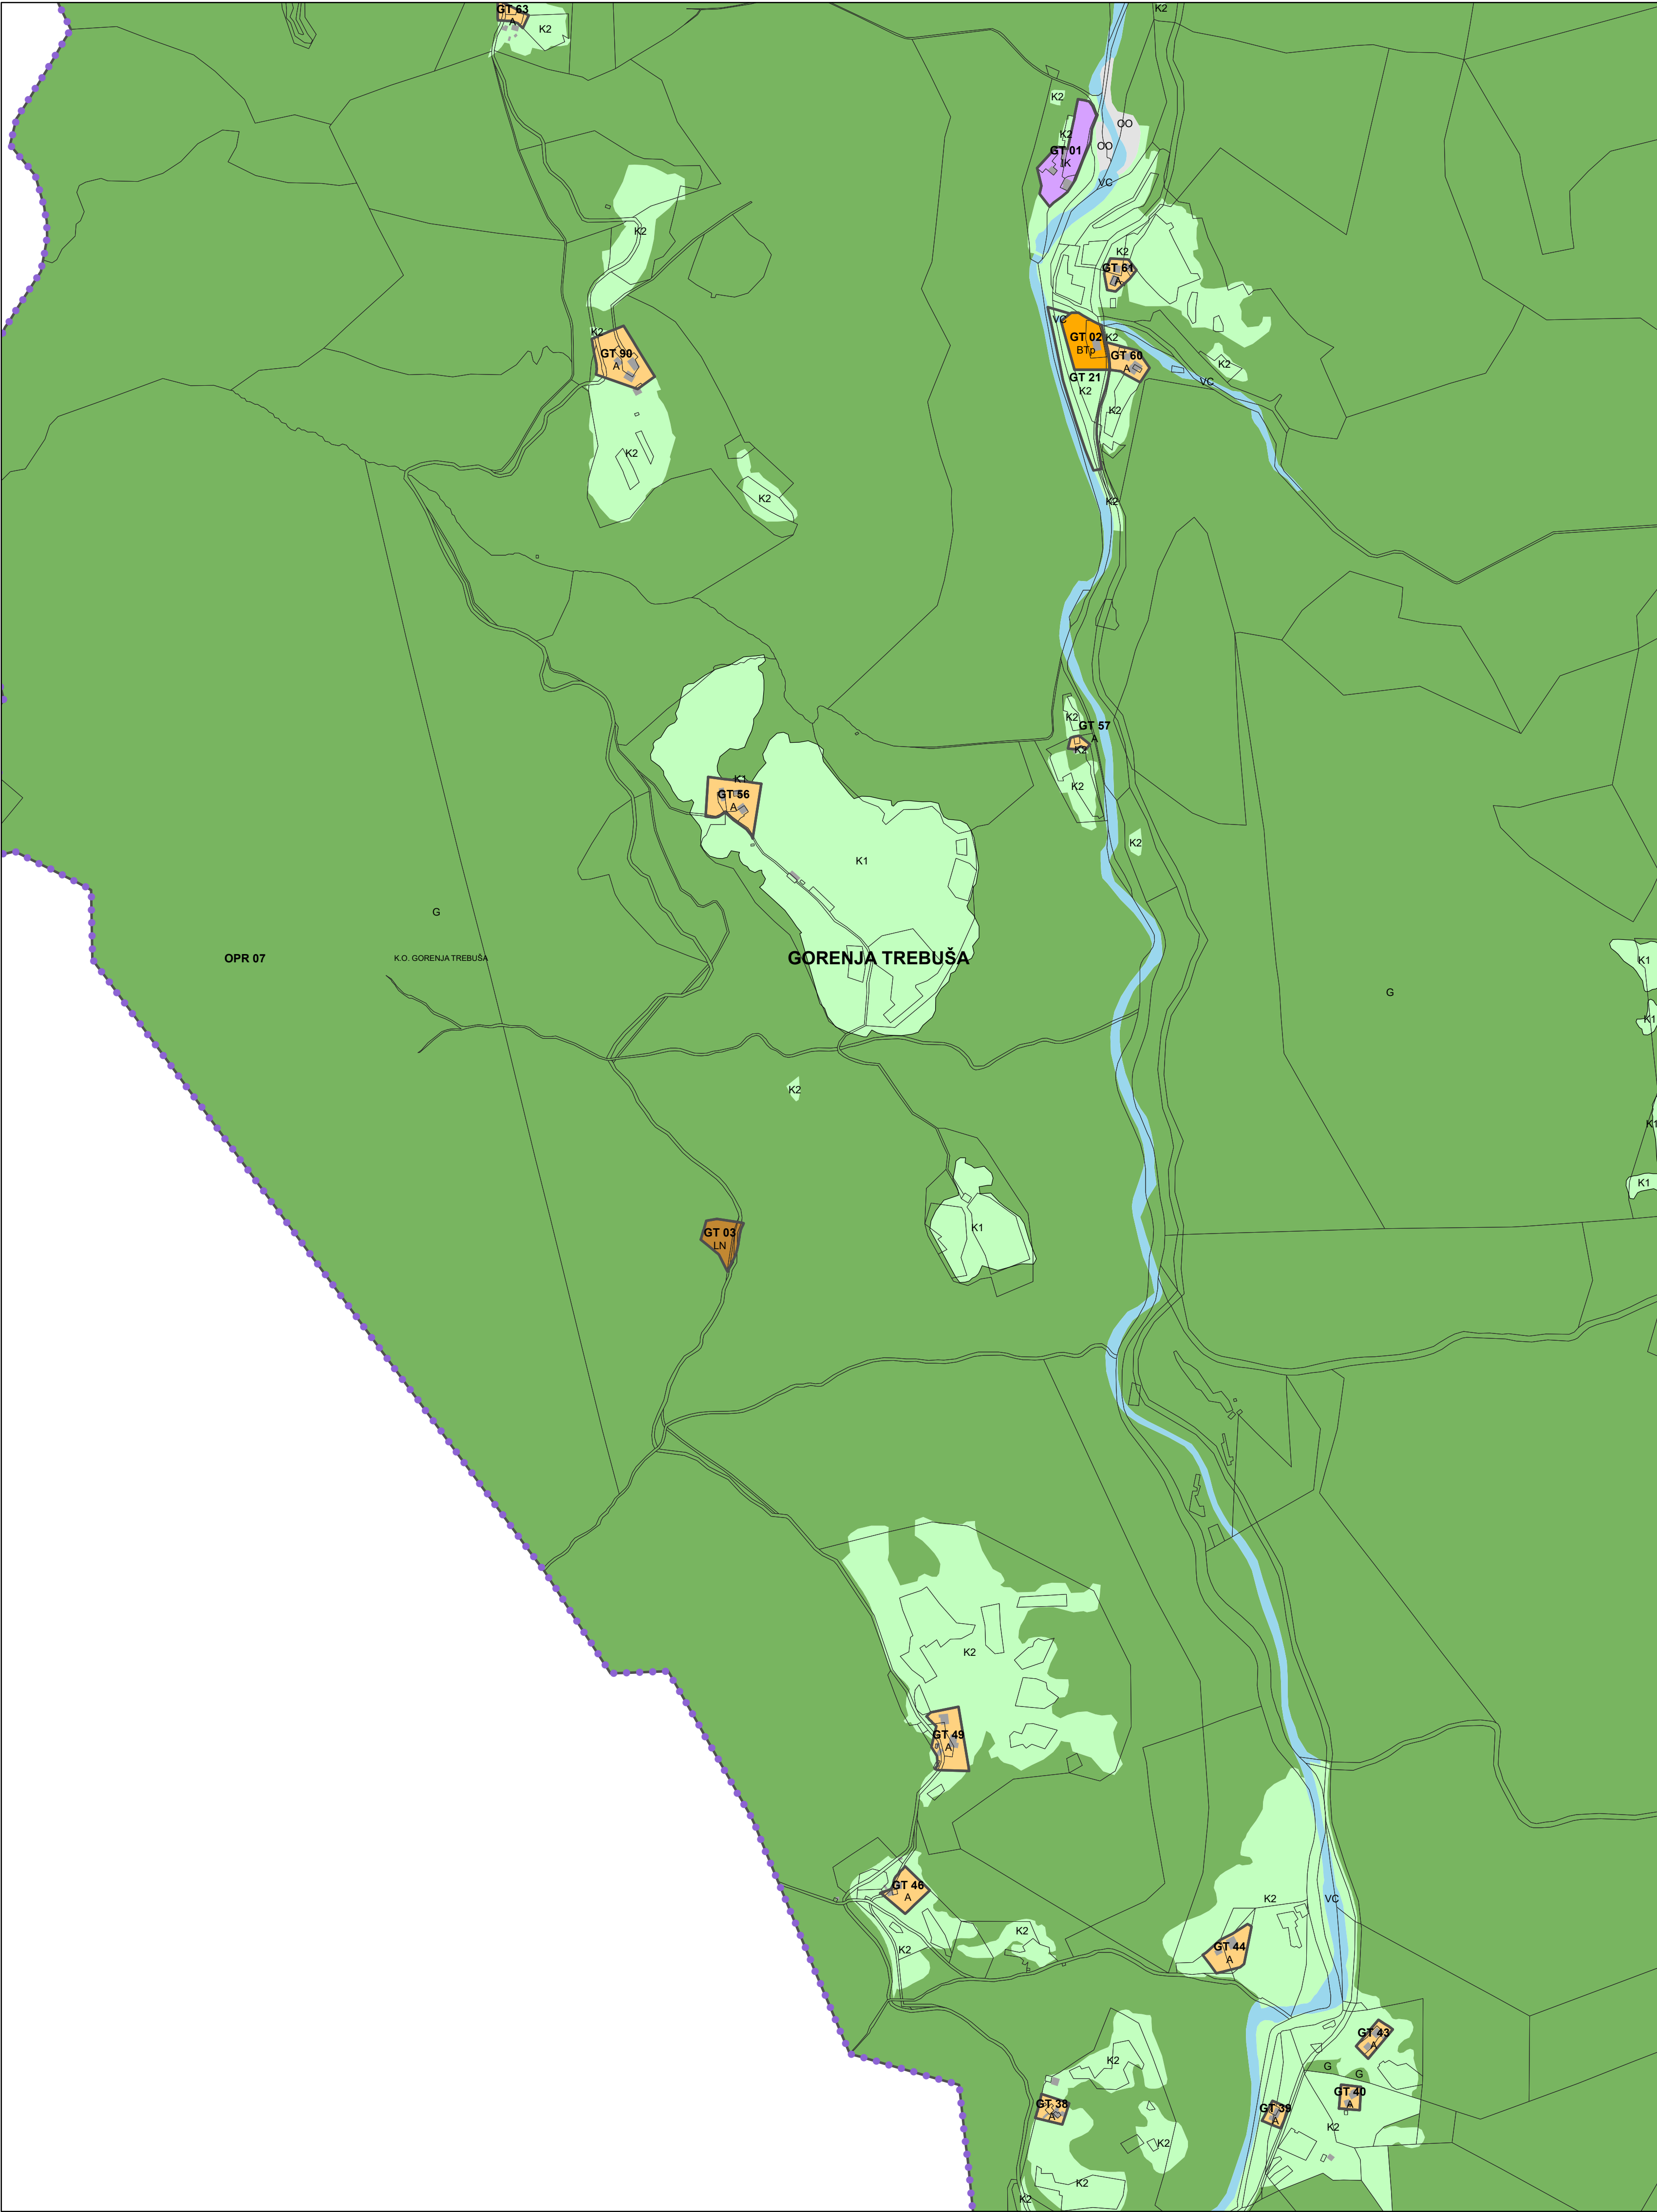 GT 63
A
K2
K2
K2
OO
K2
OO
GT 01
IK
VC
K2
K2
GT 61
A
VC
K2
GT 02
K2
BTp
GT 90
A
GT 60
A
K2
GT 21
VC
K2
K2
K2
K2
K2
K2
GT 57
A
K2
K2
K1
GT 56
A
K2
K1
G
OPR 07
K.O. GORENJA TREBUŠA
GORENJA TREBUŠA
K1
G
K1
K2
K1
K1
K1
GT 03
LN
K2
GT 49
A
GT 46
A
K2
VC
K2
K2
GT 44
A
GT 43
A
K2
G
G
GT 40
A
GT 38
A
GT 39
A
K2
K2
K2
K2